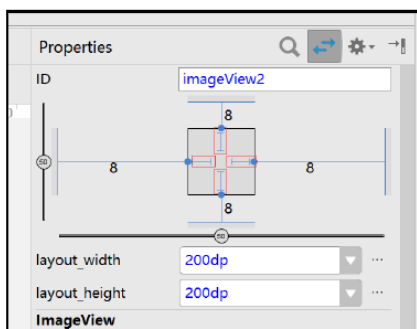 Properties
ID imageView2
8
8 8
50
8
50
layout_width 200dp
layout_height 200dp
ImageView